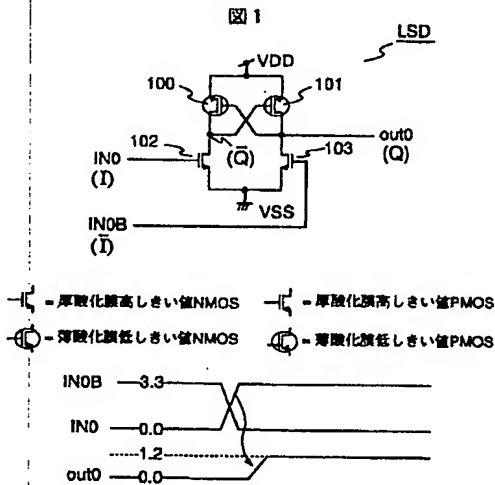 図1
LSD
VDD
100
101
102
103
out0
(Q)
(Q̅)
IN0
(I)
VSS
IN0B
(I̅)
= 厚酸化膜高しきい値NMOS
= 厚酸化膜高しきい値PMOS
= 薄酸化膜低しきい値NMOS
= 薄酸化膜低しきい値PMOS
IN0B 3.3
IN0 0.0
1.2
out0 0.0